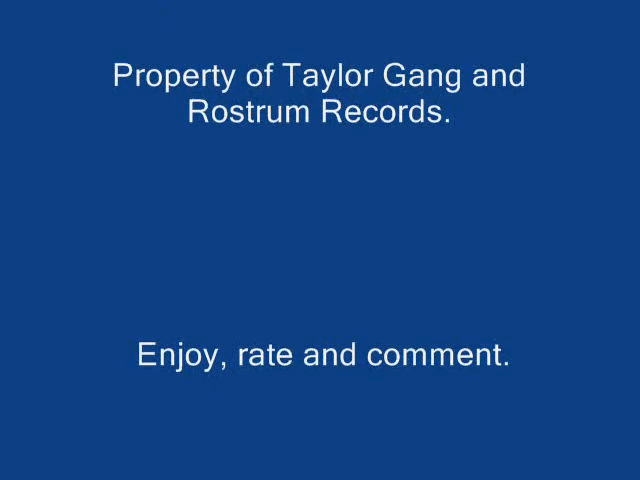 Property of Taylor Gang and
Rostrum Records.
Enjoy, rate and comment.